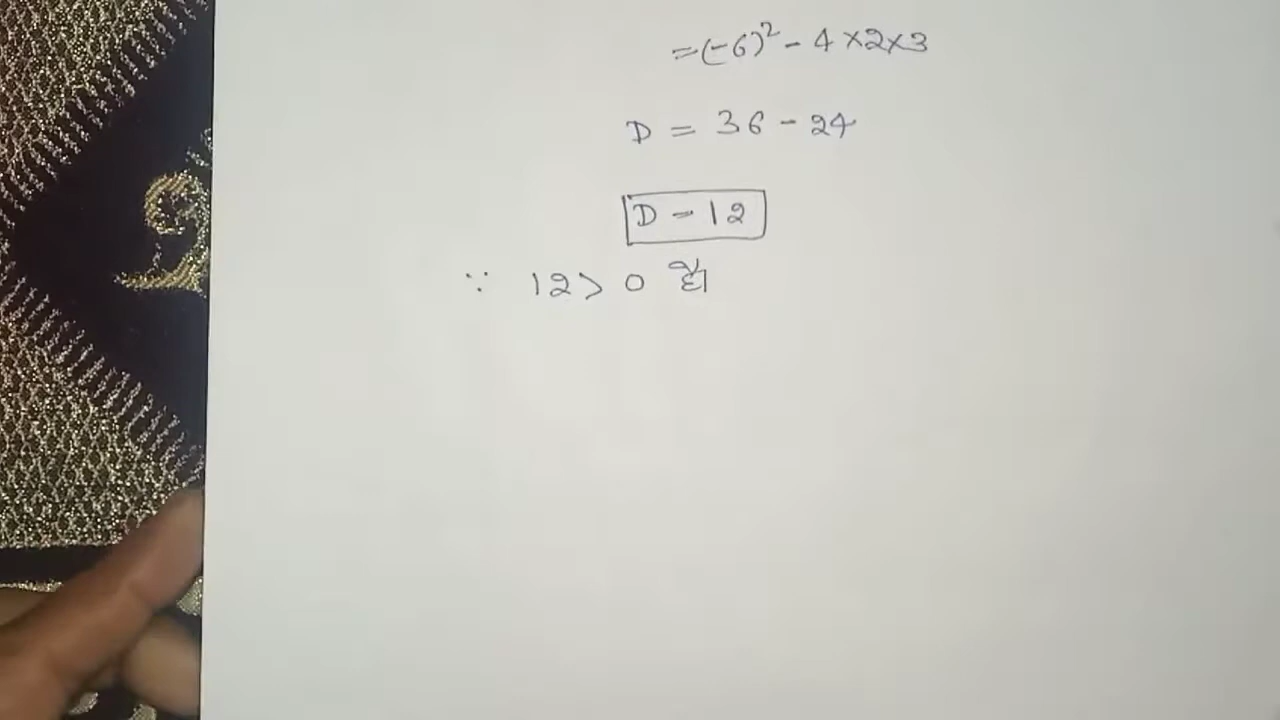 =(-6)² - 4×2×3
D = 36 - 24
D = 12
∵ 12 > 0